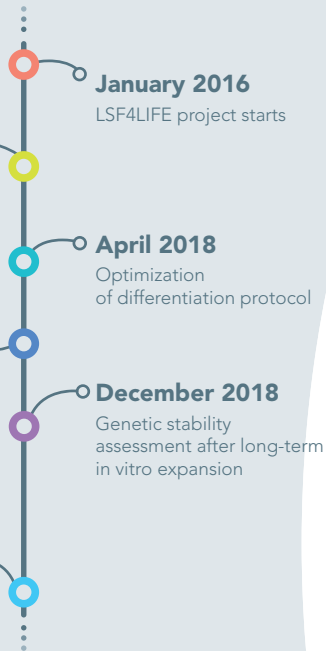 January 2016
LSF4LIFE project starts
April 2018
Optimization
of differentiation protocol
December 2018
Genetic stability
assessment after long-term
in vitro expansion